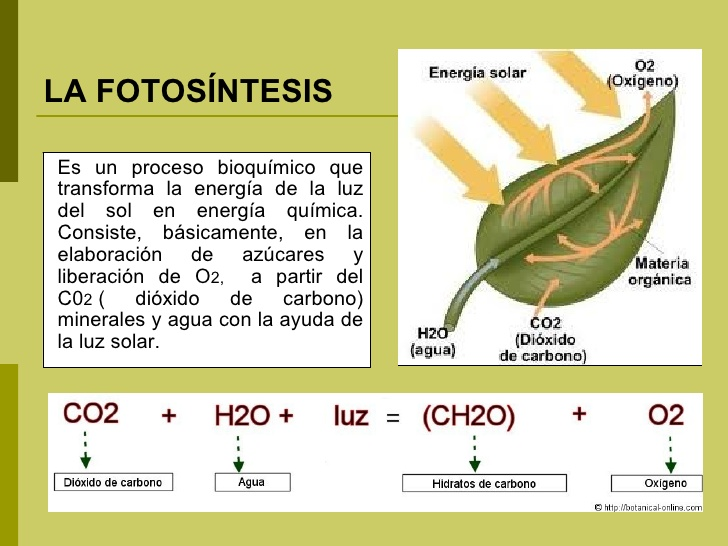 LA FOTOSÍNTESIS
Es un proceso bioquímico que
transforma la energía de la luz
del sol en energía química.
Consiste, básicamente, en la
elaboración de azúcares y
liberación de O2, a partir del
C02 ( dióxido de carbono)
minerales y agua con la ayuda de
la luz solar.
Energia solar
O2
(Oxígeno)
Materia
orgánica
H2O
(agua)
CO2
(Dióxido
de carbono)
CO2 + H2O + luz = (CH2O) + O2
Dióxido de carbono Agua Hidratos de carbono Oxígeno
© http://botanical-online.com